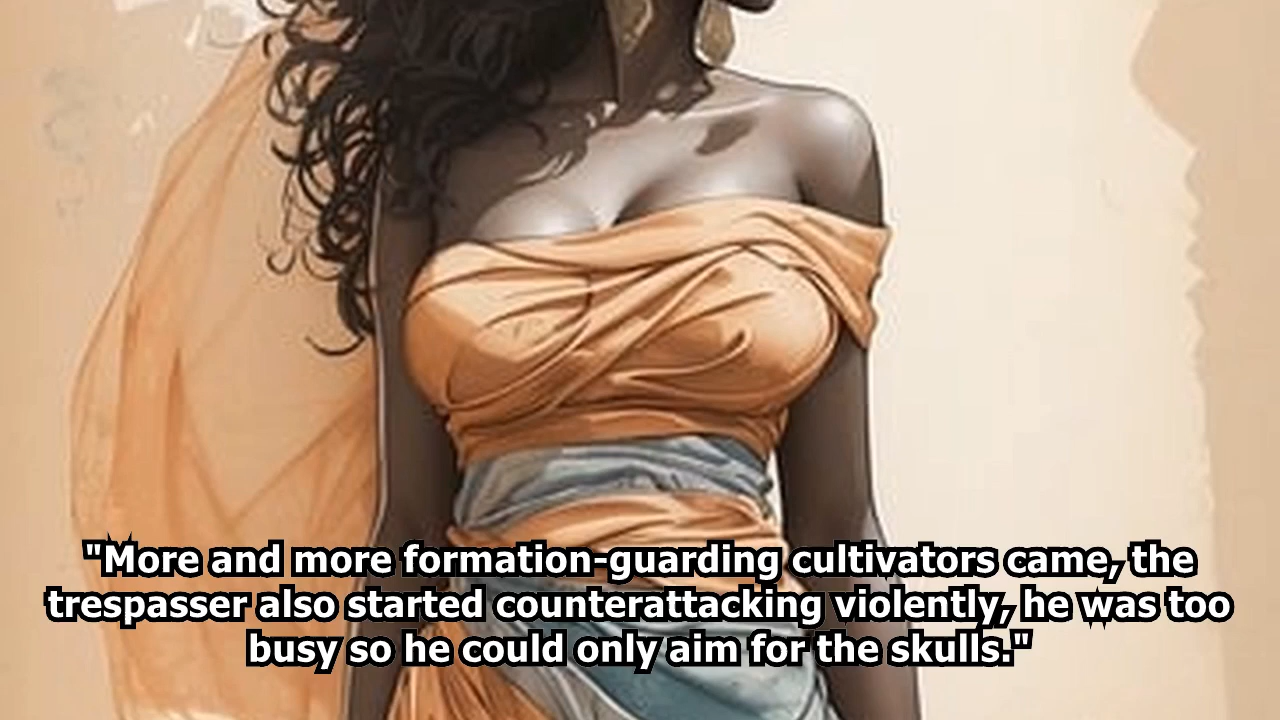 "More and more formation-guarding cultivators came, the
trespasser also started counterattacking violently, he was too
busy so he could only aim for the skulls."